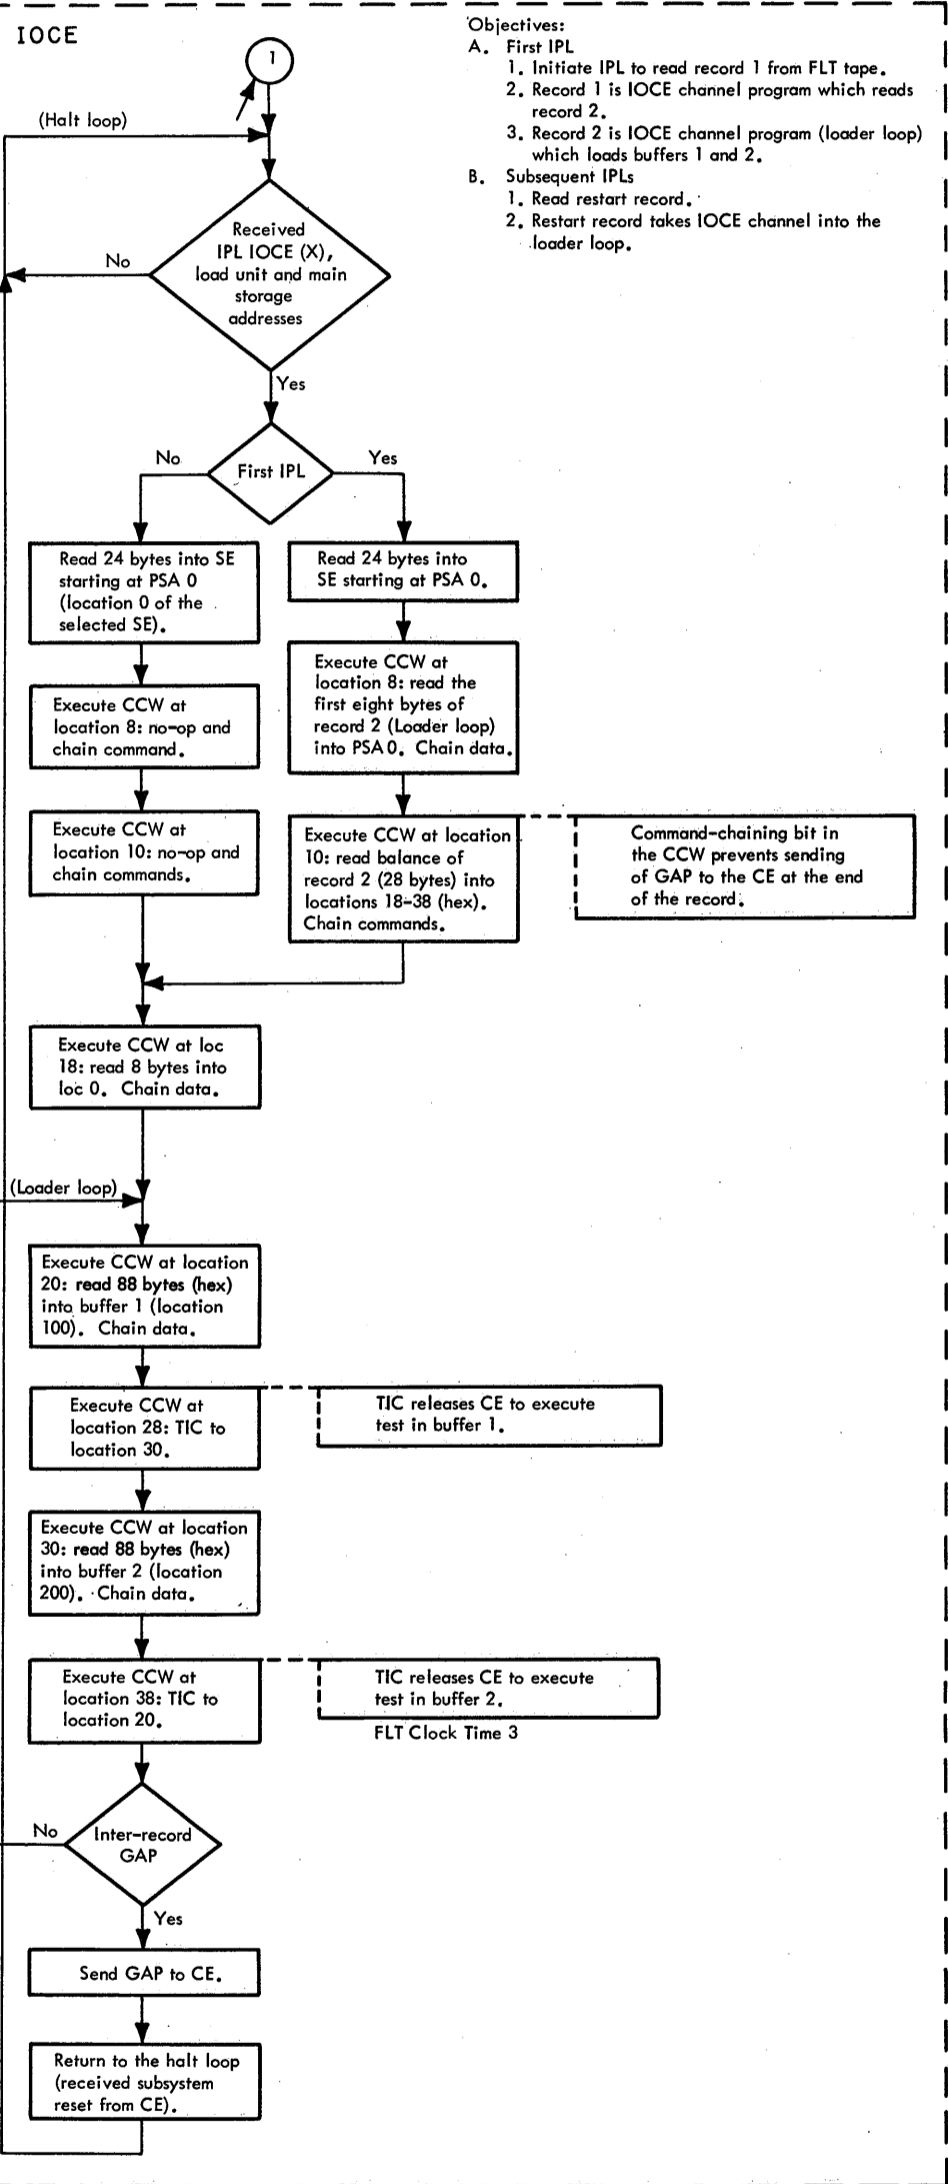 IOCE
Objectives:
A. First IPL
1. Initiate IPL to read record 1 from FLT tape.
2. Record 1 is IOCE channel program which reads
record 2.
3. Record 2 is IOCE channel program (loader loop)
which loads buffers 1 and 2.
B. Subsequent IPLs
1. Read restart record.
2. Restart record takes IOCE channel into the
loader loop.
1
(Halt loop)
Received
IPL IOCE (X),
load unit and main
storage
addresses
No
Yes
First IPL
No
Yes
Read 24 bytes into SE
starting at PSA 0
(location 0 of the
selected SE).
Read 24 bytes into
SE starting at PSA 0.
Execute CCW at
location 8: no-op and
chain command.
Execute CCW at
location 8: read the
first eight bytes of
record 2 (Loader loop)
into PSA 0. Chain data.
Execute CCW at
location 10: no-op and
chain commands.
Execute CCW at location
10: read balance of
record 2 (28 bytes) into
locations 18-38 (hex).
Chain commands.
Command-chaining bit in
the CCW prevents sending
of GAP to the CE at the end
of the record.
Execute CCW at loc
18: read 8 bytes into
loc 0. Chain data.
(Loader loop)
Execute CCW at location
20: read 88 bytes (hex)
into buffer 1 (location
100). Chain data.
Execute CCW at
location 28: TIC to
location 30.
TIC releases CE to execute
test in buffer 1.
Execute CCW at location
30: read 88 bytes (hex)
into buffer 2 (location
200). Chain data.
Execute CCW at
location 38: TIC to
location 20.
TIC releases CE to execute
test in buffer 2.
FLT Clock Time 3
Inter-record
GAP
No
Yes
Send GAP to CE.
Return to the halt loop
(received subsystem
reset from CE).